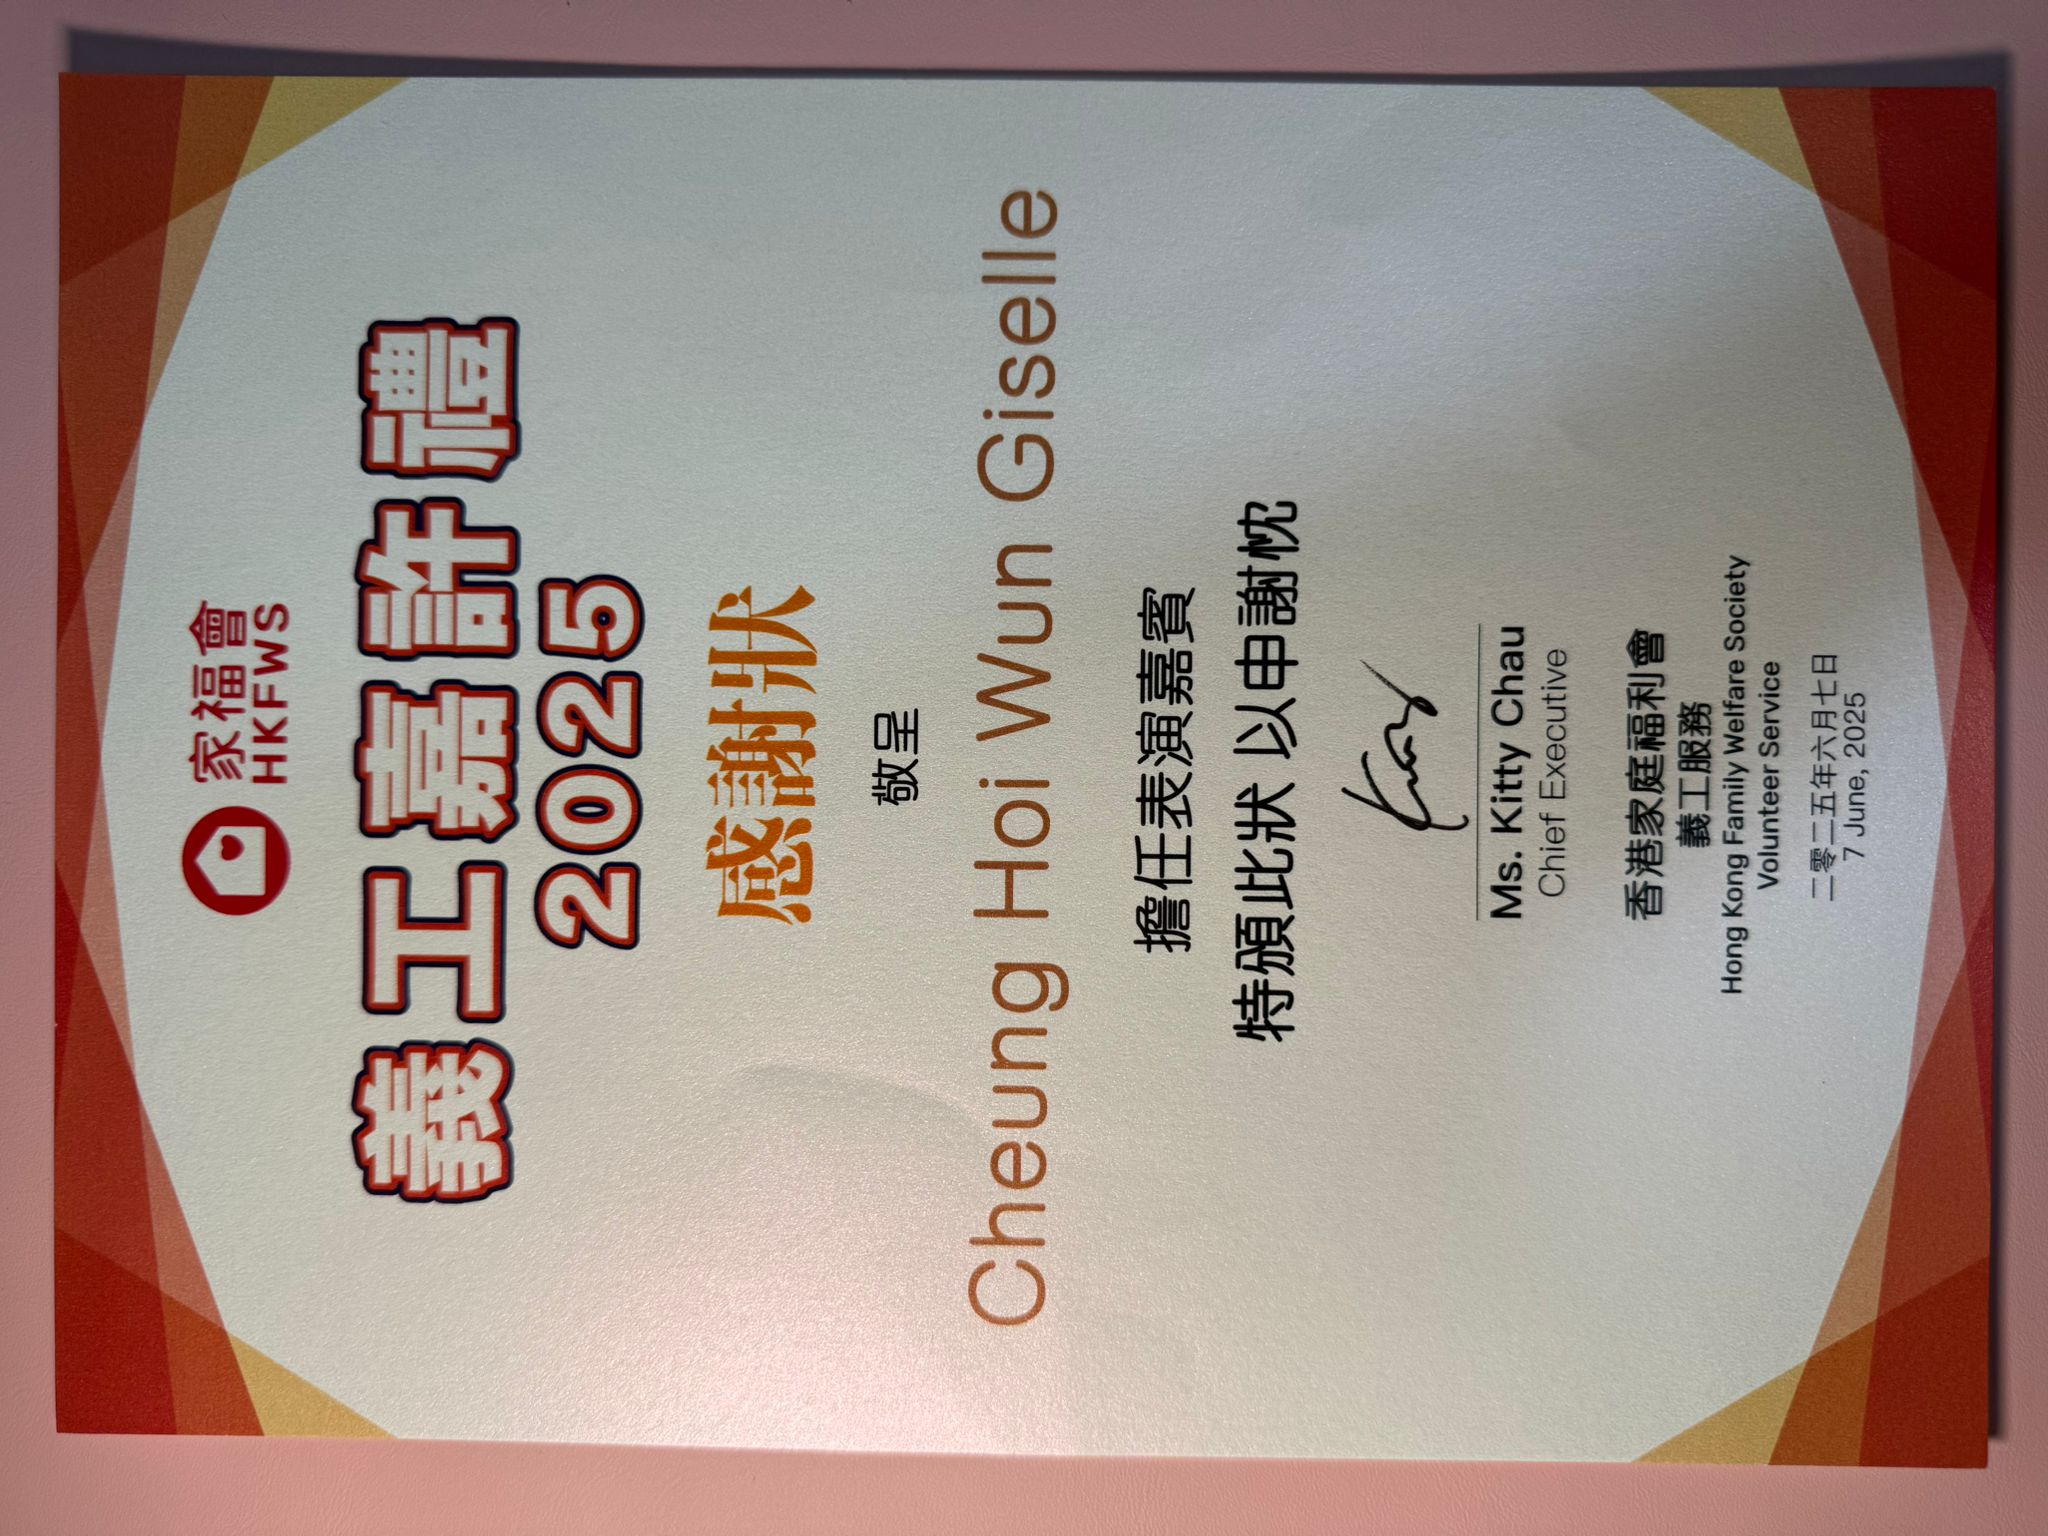 家福會
HKFWS
義工嘉許禮
2025
感謝狀
敬呈
Cheung Hoi Wun Giselle
擔任表演嘉賓
特頒此狀 以申謝忱
Ms. Kitty Chau
Chief Executive
香港家庭福利會
義工服務
Hong Kong Family Welfare Society
Volunteer Service
二零二五年六月七日
7 June, 2025